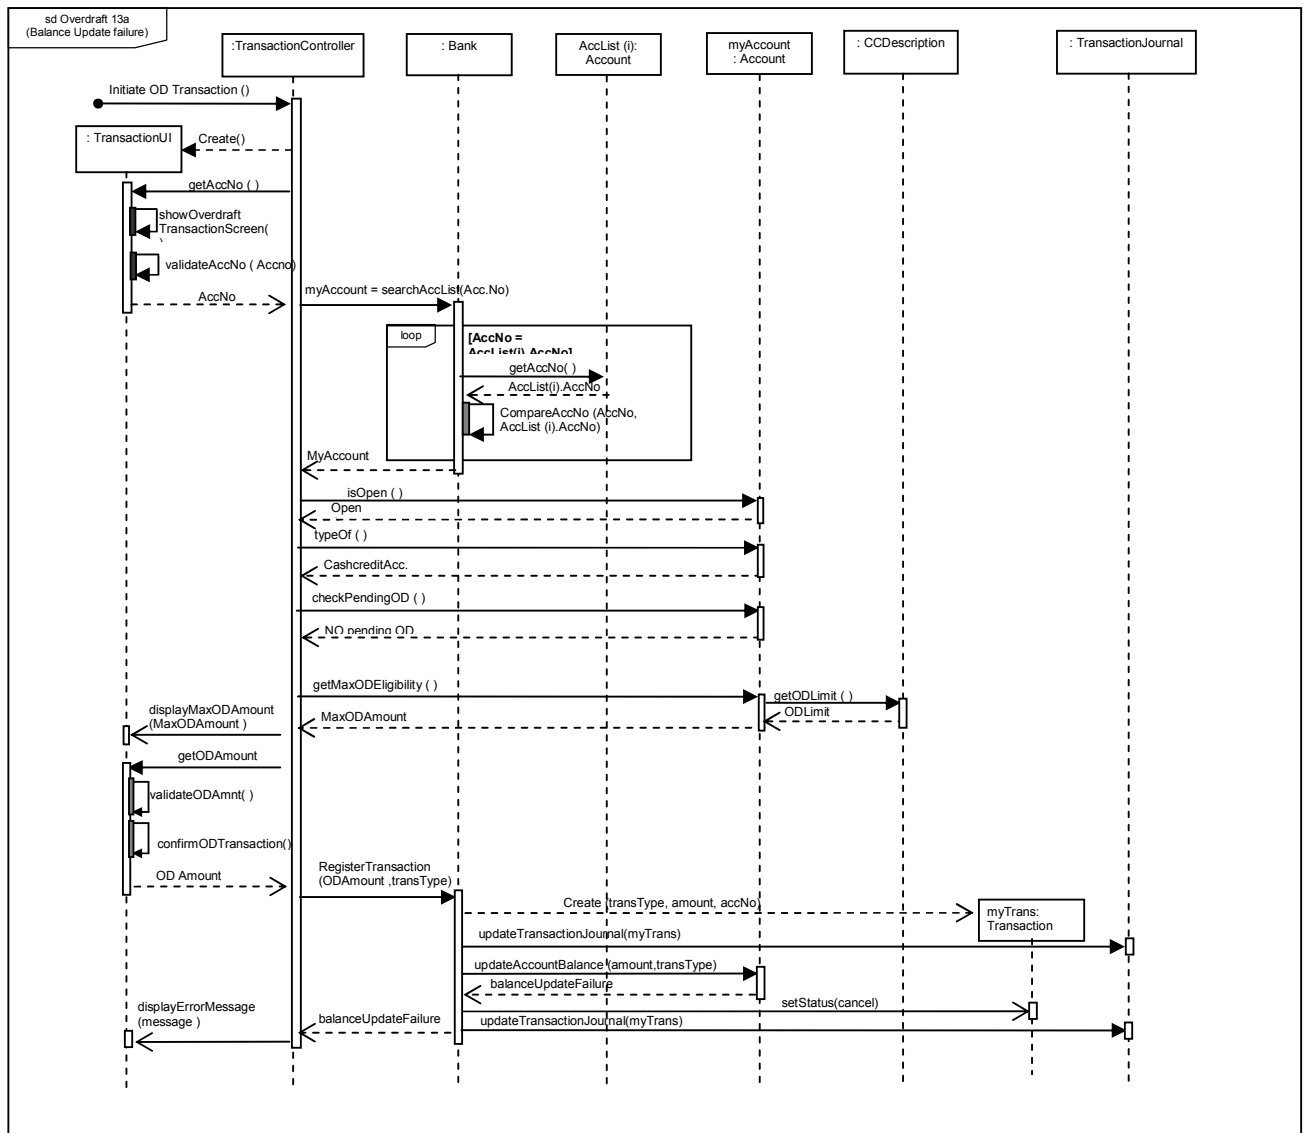 sd Overdraft 13a
(Balance Update failure)
:TransactionController
: Bank
AccList (i):
Account
myAccount
: Account
: CCDescription
: TransactionJournal
Initiate OD Transaction ()
: TransactionUI
Create()
getAccNo ( )
showOverdraft
TransactionScreen(
validateAccNo ( Accno)
AccNo
myAccount = searchAccList(Acc.No)
loop
[AccNo =
AccList(i).AccNo]
getAccNo( )
AccList(i).AccNo
CompareAccNo (AccNo,
AccList (i).AccNo)
MyAccount
isOpen ( )
Open
typeOf ( )
CashcreditAcc.
checkPendingOD ( )
NO pending OD
getMaxODEligibility ( )
getODLimit ( )
ODLimit
MaxODAmount
displayMaxODAmount
(MaxODAmount )
getODAmount
validateODAmnt( )
confirmODTransaction()
OD Amount
RegisterTransaction
(ODAmount ,transType)
Create (transType, amount, accNo)
myTrans:
Transaction
updateTransactionJournal(myTrans)
updateAccountBalance (amount,transType)
balanceUpdateFailure
setStatus(cancel)
displayErrorMessage
(message )
balanceUpdateFailure
updateTransactionJournal(myTrans)